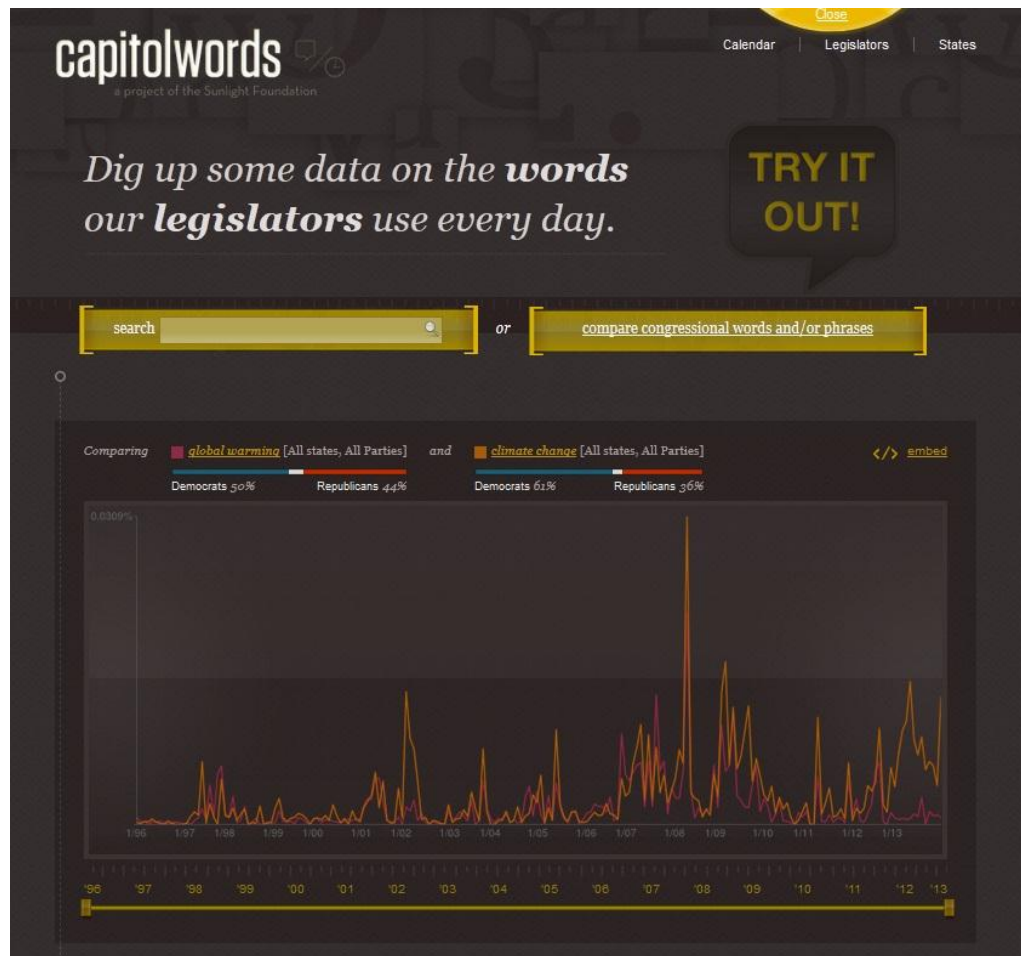 Close
capitolwords
a project of the Sunlight Foundation
Calendar | Legislators | States
Dig up some data on the words
our legislators use every day.
TRY IT
OUT!
search
or
compare congressional words and/or phrases
Comparing global warming [All states, All Parties] and climate change [All states, All Parties]
</> embed
Democrats 50% Republicans 44% Democrats 61% Republicans 36%
0.0309%
1/96 1/97 1/98 1/99 1/00 1/01 1/02 1/03 1/04 1/05 1/06 1/07 1/08 1/09 1/10 1/11 1/12 1/13
'96 '97 '98 '99 '00 '01 '02 '03 '04 '05 '06 '07 '08 '09 '10 '11 '12 '13